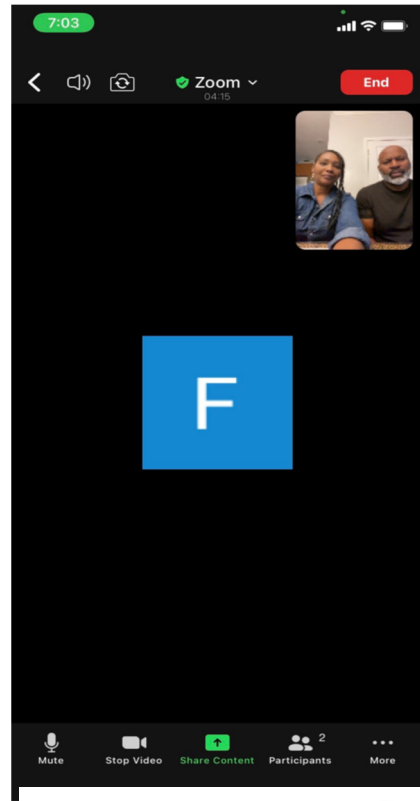 7:03
Zoom
04:15
End
F
2
Mute
Stop Video
Share Content
Participants
More